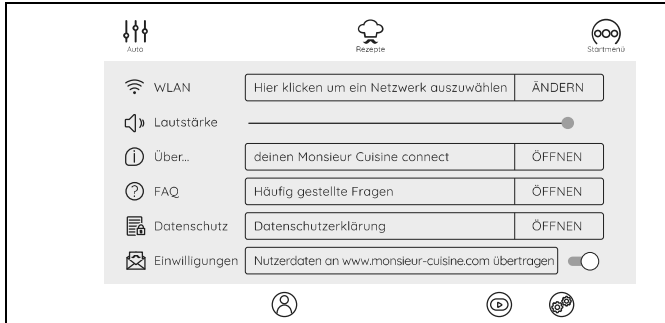 Auto Rezepte Startmenü
WLAN Hier klicken um ein Netzwerk auszuwählen ÄNDERN
Lautstärke
Über... deinen Monsieur Cuisine connect ÖFFNEN
FAQ Häufig gestellte Fragen ÖFFNEN
Datenschutz Datenschutzerklärung ÖFFNEN
Einwilligungen Nutzerdaten an www.monsieur-cuisine.com übertragen